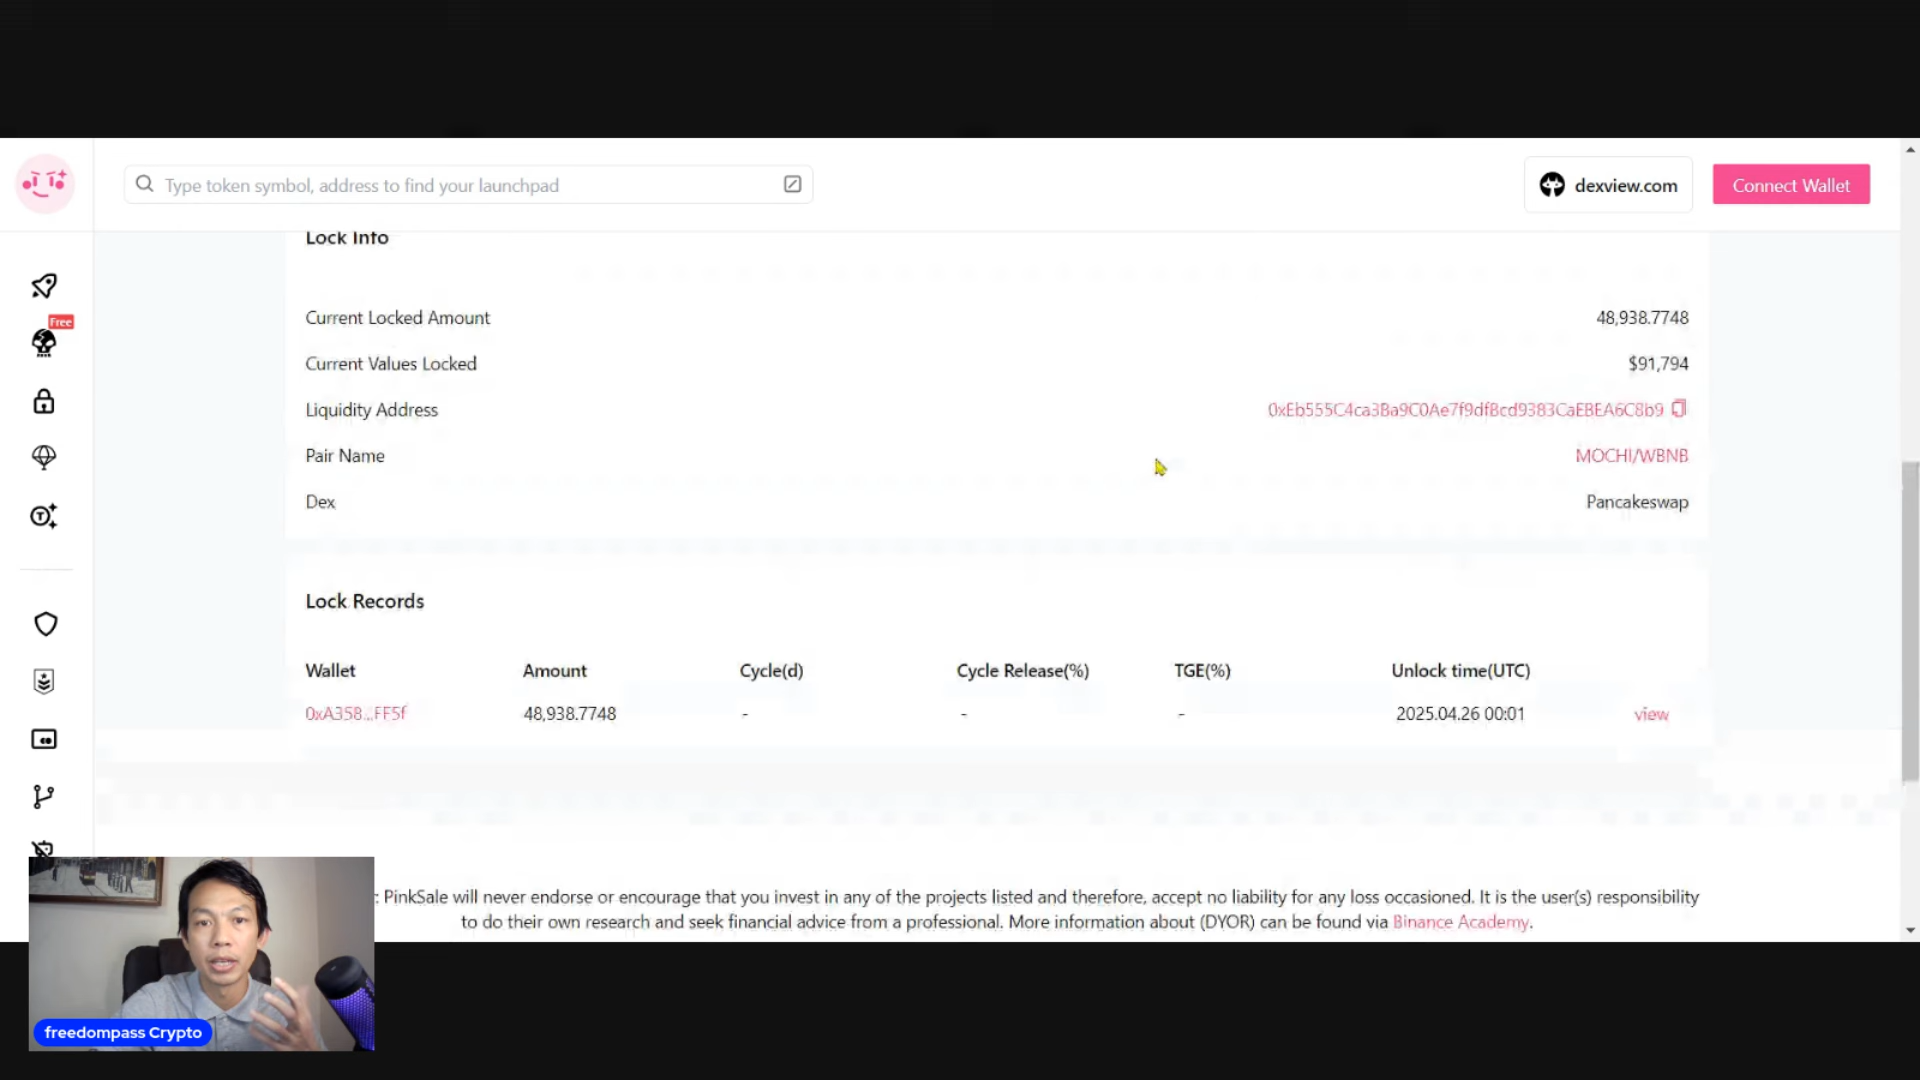 Type token symbol, address to find your launchpad
dexview.com
Connect Wallet
Free
Lock Info
Current Locked Amount 48,938.7748
Current Values Locked $91,794
Liquidity Address 0xEb555C4ca3Ba9C0Ae7f9dfBcd9383CaEBEA6C8b9
Pair Name MOCHI/WBNB
Dex Pancakeswap
Lock Records
Wallet Amount Cycle(d) Cycle Release(%) TGE(%) Unlock time(UTC)
0xA358...FF5f 48,938.7748 - - - 2025.04.26 00:01 view
: PinkSale will never endorse or encourage that you invest in any of the projects listed and therefore, accept no liability for any loss occasioned. It is the user(s) responsibility
to do their own research and seek financial advice from a professional. More information about (DYOR) can be found via Binance Academy.
freedompass Crypto